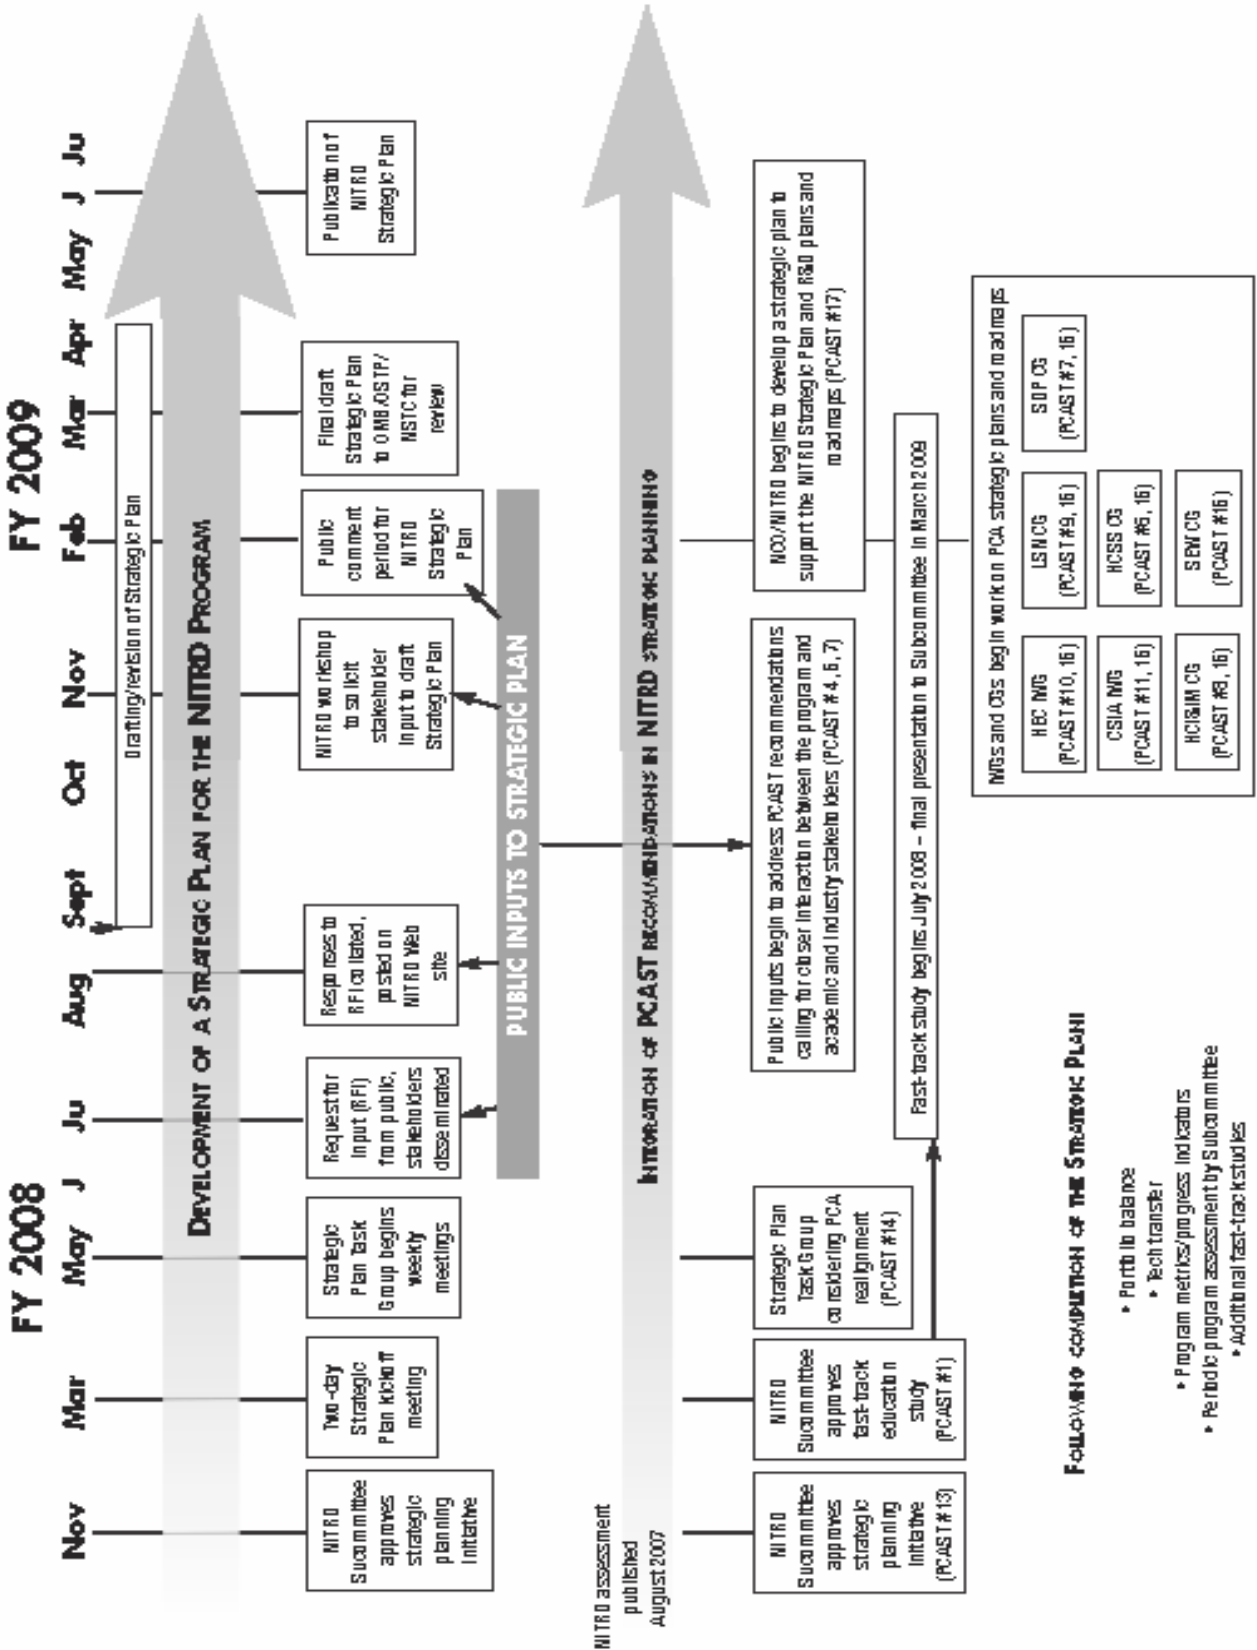 FY 2008
FY 2009
Nov Mar May J Ju Aug Sept Oct Nov Feb Mar Apr May J Ju
Drafting/revision of Strategic Plan
DEVELOPMENT OF A STRATEGIC PLAN FOR THE NITRD PROGRAM
NITRD
Sucommittee
approves
strategic
planning
Initiative
Two-day
Strategic
Plan kickoff
meeting
Strategic
Plan Task
Group begins
weekly
meetings
Request for
Input (RFI)
from public,
stakeholders
disseminated
Responses to
RFI collated,
posted on
NITRD Web
site
NITRD workshop
to solicit
stakeholder
Input to draft
Strategic Plan
Public
comment
period for
NITRD
Strategic
Plan
Final draft
Strategic Plan
to OMB/OSTP/
NSTC for
review
Publication of
NITRD
Strategic Plan
PUBLIC INPUTS TO STRATEGIC PLAN
NITRD assessment
published
August 2007
INTEGRATION OF PCAST RECOMMENDATIONS IN NITRD STRATEGIC PLANNING
NITRD
Sucommittee
approves
strategic
planning
Initiative
(PCAST #13)
NITRD
Sucommittee
approves
fast-track
education
study
(PCAST #1)
Strategic Plan
Task Group
considering PCA
realignment
(PCAST #14)
Public inputs begin to address PCAST recommendations
calling for closer interaction between the program and
academic and industry stakeholders (PCAST #4, 6, 7)
NCO/NITRD begins to develop a strategic plan to
support the NITRD Strategic Plan and R&D plans and
roadmaps (PCAST #17)
Fast-track study begins July 2008 – final presentation to Subcommittee in March 2009
IWGs and CGs begin work on PCA strategic plans and roadmaps
HEC IWG
(PCAST #10, 15)
LSN CG
(PCAST #9, 15)
SDP CG
(PCAST #7, 15)
CSIA IWG
(PCAST #11, 15)
HCSS CG
(PCAST #6, 15)
HCI&IM CG
(PCAST #8, 15)
SEW CG
(PCAST #15)
FOLLOWING COMPLETION OF THE STRATEGIC PLAN:
• Portfolio balance
• Tech transfer
• Program metrics/progress Indicators
• Periodic program assessment by Subcommittee
• Additional fast-track studies